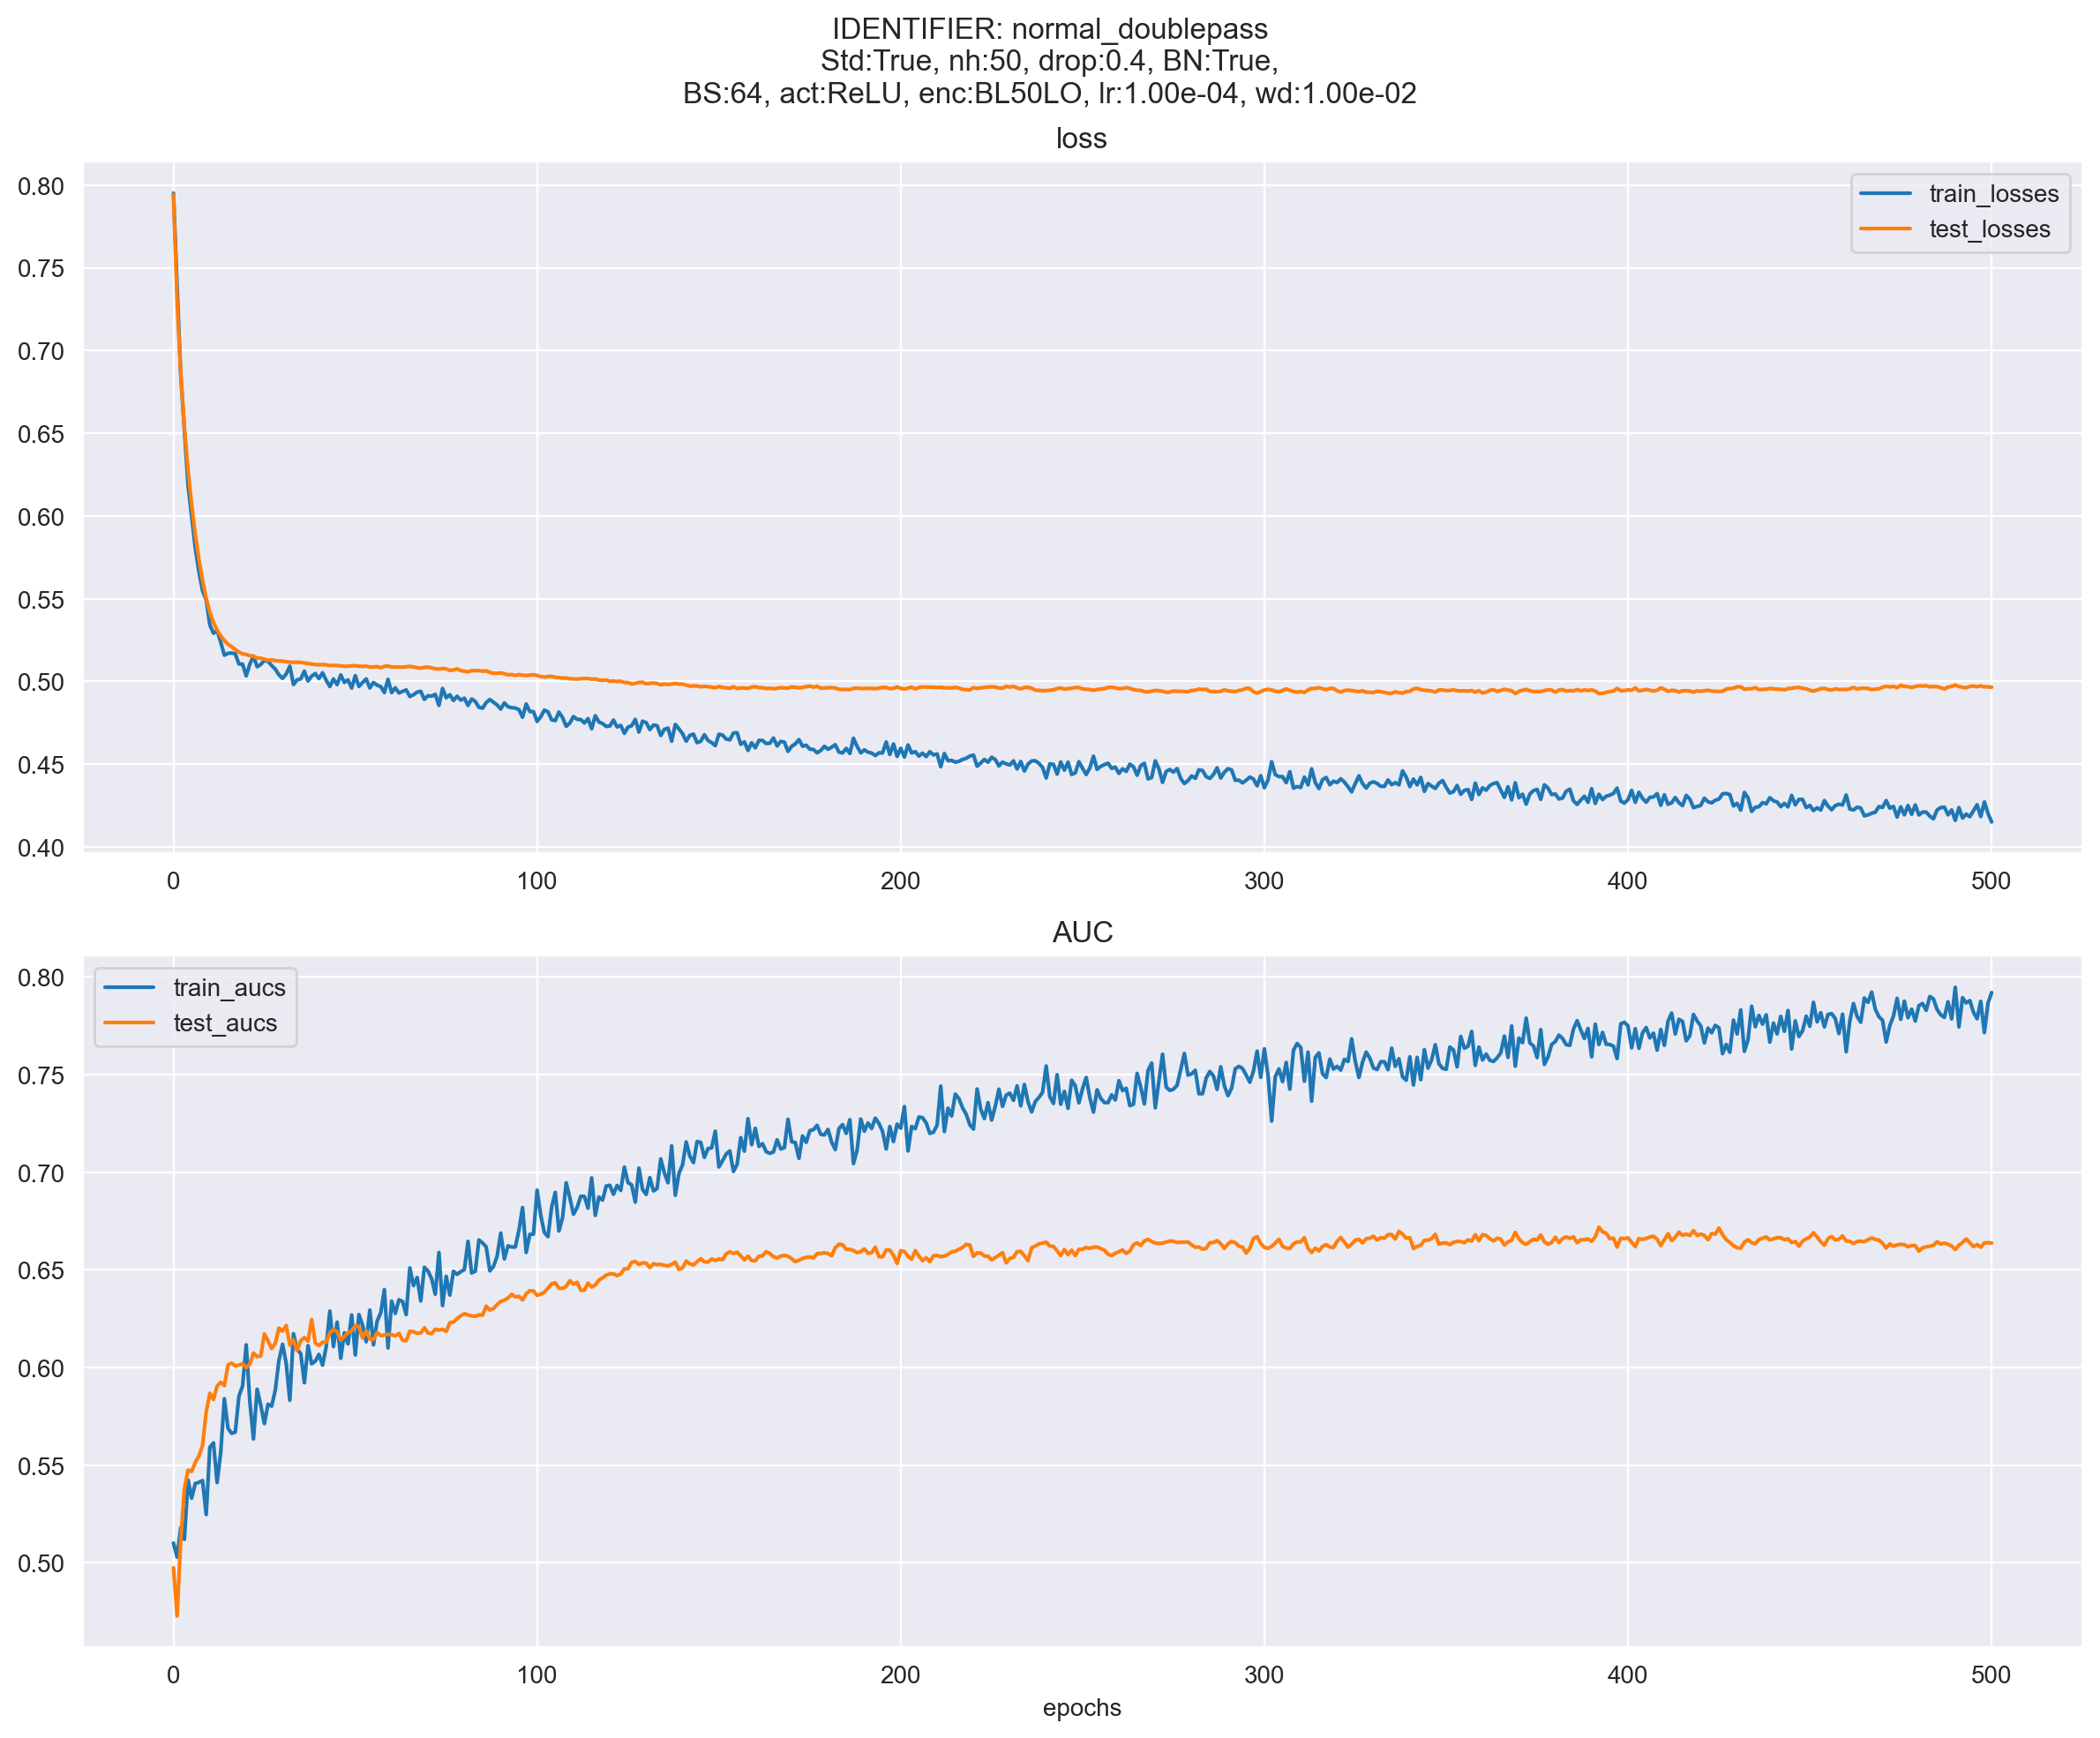 IDENTIFIER: normal_doublepass
Std:True, nh:50, drop:0.4, BN:True,
BS:64, act:ReLU, enc:BL50LO, lr:1.00e-04, wd:1.00e-02
loss
0.80
0.75
0.70
0.65
0.60
0.55
0.50
0.45
0.40
train_losses
test_losses
0 100 200 300 400 500
AUC
0.80
0.75
0.70
0.65
0.60
0.55
0.50
train_aucs
test_aucs
0 100 200 300 400 500
epochs